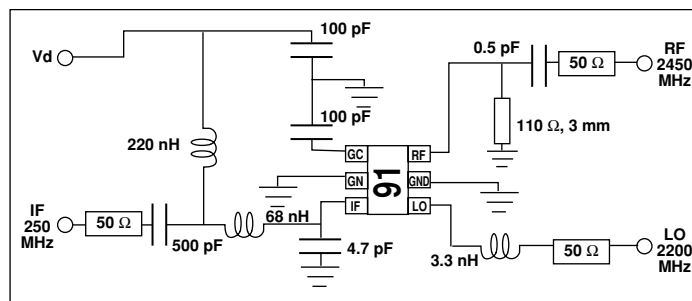 100 pF
Vd
0.5 pF
50 Ω
RF
2450
MHz
100 pF
110 Ω, 3 mm
220 nH
GC
RF
GN
GND
IF
LO
91
IF
250
MHz
50 Ω
500 pF
68 nH
4.7 pF
3.3 nH
50 Ω
LO
2200
MHz